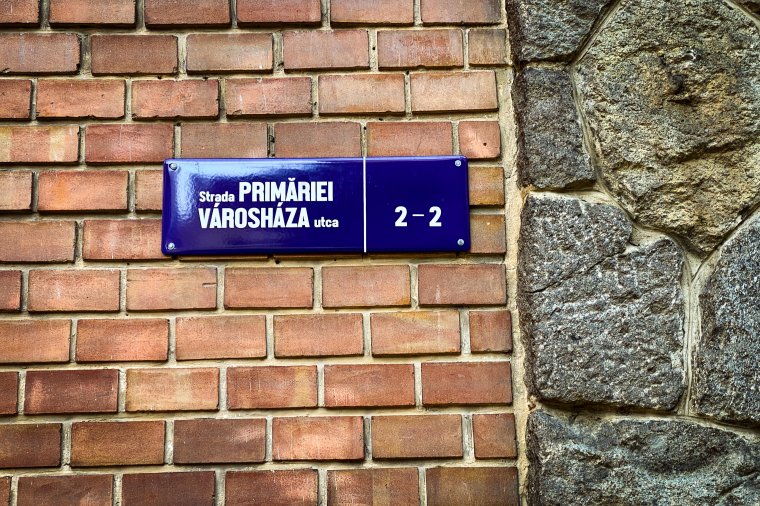 Strada PRIMĂRIEI
VÁROSHÁZA utca
2-2